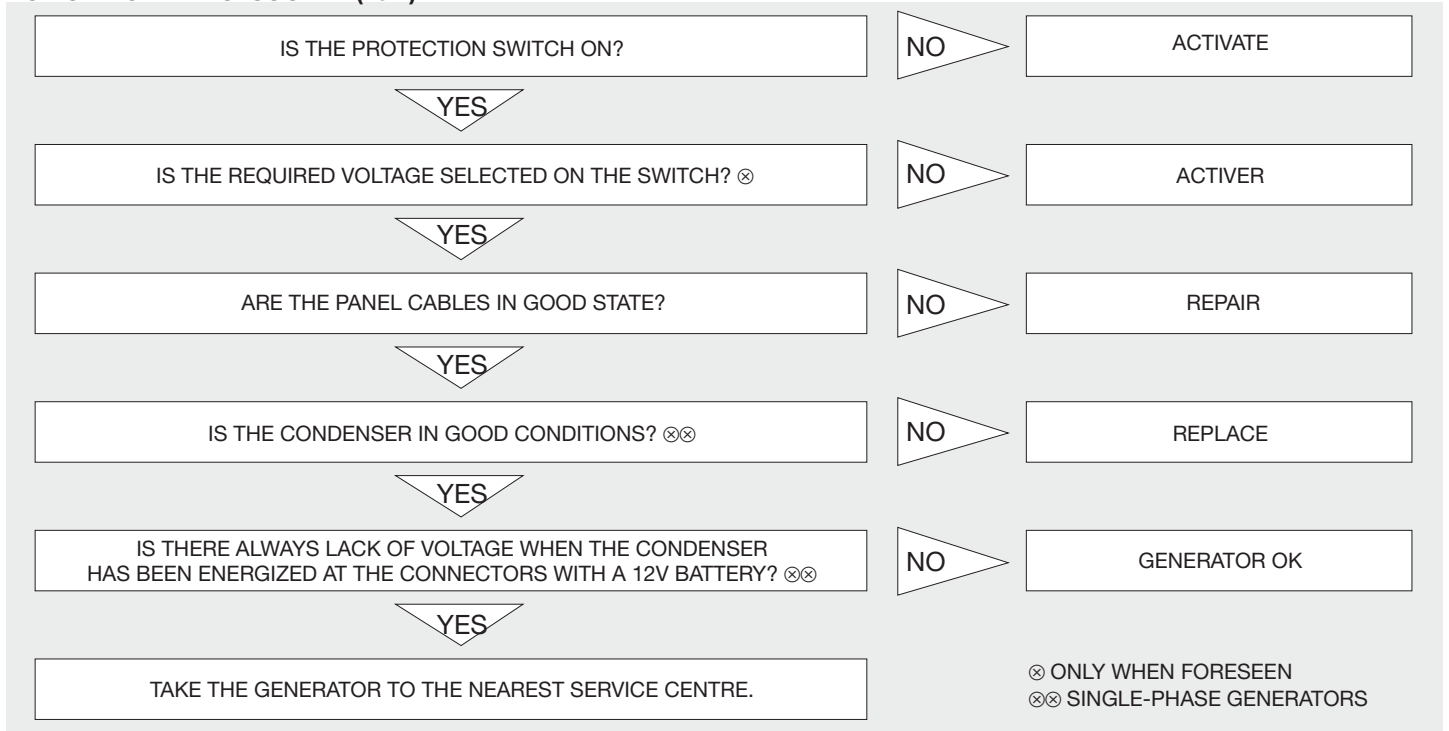 IS THE PROTECTION SWITCH ON?
NO
ACTIVATE
YES
IS THE REQUIRED VOLTAGE SELECTED ON THE SWITCH? ⊗
NO
ACTIVER
YES
ARE THE PANEL CABLES IN GOOD STATE?
NO
REPAIR
YES
IS THE CONDENSER IN GOOD CONDITIONS? ⊗⊗
NO
REPLACE
YES
IS THERE ALWAYS LACK OF VOLTAGE WHEN THE CONDENSER
HAS BEEN ENERGIZED AT THE CONNECTORS WITH A 12V BATTERY? ⊗⊗
NO
GENERATOR OK
YES
TAKE THE GENERATOR TO THE NEAREST SERVICE CENTRE.
⊗ ONLY WHEN FORESEEN
⊗⊗ SINGLE-PHASE GENERATORS